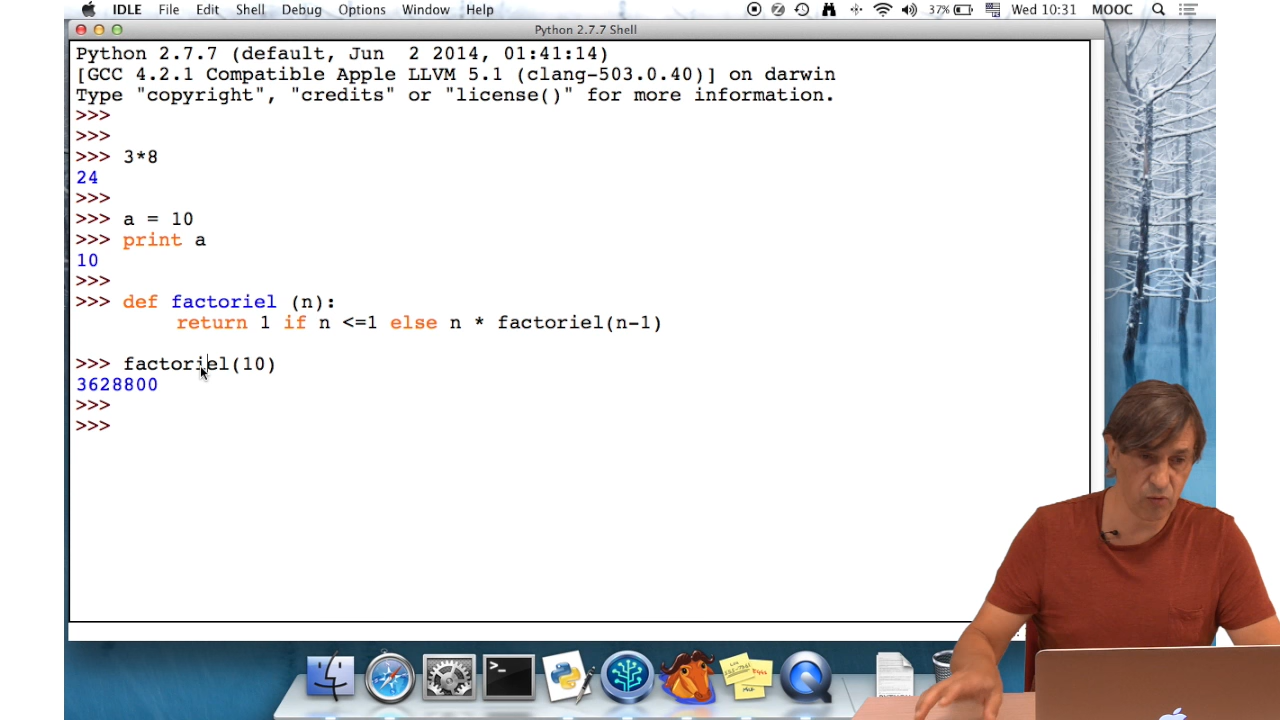 IDLE File Edit Shell Debug Options Window Help 37% Wed 10:31 MOOC
Python 2.7.7 Shell
Python 2.7.7 (default, Jun  2 2014, 01:41:14)
[GCC 4.2.1 Compatible Apple LLVM 5.1 (clang-503.0.40)] on darwin
Type "copyright", "credits" or "license()" for more information.
>>>
>>>
>>> 3*8
24
>>>
>>> a = 10
>>> print a
10
>>>
>>> def factoriel (n):
return 1 if n <=1 else n * factoriel(n-1)
>>> factoriel(10)
3628800
>>>
>>>